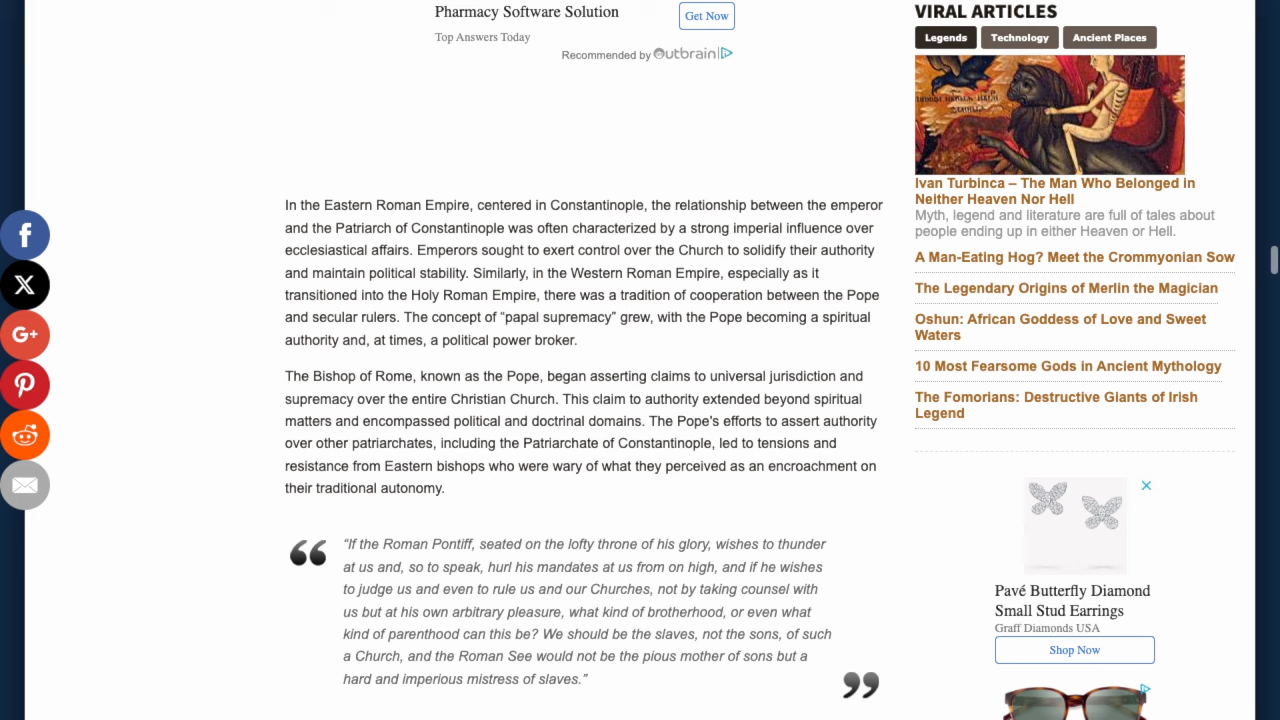 Pharmacy Software Solution
Get Now
Top Answers Today
Recommended by Outbrain
In the Eastern Roman Empire, centered in Constantinople, the relationship between the emperor
and the Patriarch of Constantinople was often characterized by a strong imperial influence over
ecclesiastical affairs. Emperors sought to exert control over the Church to solidify their authority
and maintain political stability. Similarly, in the Western Roman Empire, especially as it
transitioned into the Holy Roman Empire, there was a tradition of cooperation between the Pope
and secular rulers. The concept of “papal supremacy” grew, with the Pope becoming a spiritual
authority and, at times, a political power broker.
The Bishop of Rome, known as the Pope, began asserting claims to universal jurisdiction and
supremacy over the entire Christian Church. This claim to authority extended beyond spiritual
matters and encompassed political and doctrinal domains. The Pope's efforts to assert authority
over other patriarchates, including the Patriarchate of Constantinople, led to tensions and
resistance from Eastern bishops who were wary of what they perceived as an encroachment on
their traditional autonomy.
“If the Roman Pontiff, seated on the lofty throne of his glory, wishes to thunder
at us and, so to speak, hurl his mandates at us from on high, and if he wishes
to judge us and even to rule us and our Churches, not by taking counsel with
us but at his own arbitrary pleasure, what kind of brotherhood, or even what
kind of parenthood can this be? We should be the slaves, not the sons, of such
a Church, and the Roman See would not be the pious mother of sons but a
hard and imperious mistress of slaves.”
VIRAL ARTICLES
Legends
Technology
Ancient Places
Ivan Turbinca – The Man Who Belonged in
Neither Heaven Nor Hell
Myth, legend and literature are full of tales about
people ending up in either Heaven or Hell.
A Man-Eating Hog? Meet the Crommyonian Sow
The Legendary Origins of Merlin the Magician
Oshun: African Goddess of Love and Sweet
Waters
10 Most Fearsome Gods in Ancient Mythology
The Fomorians: Destructive Giants of Irish
Legend
Pavé Butterfly Diamond
Small Stud Earrings
Graff Diamonds USA
Shop Now